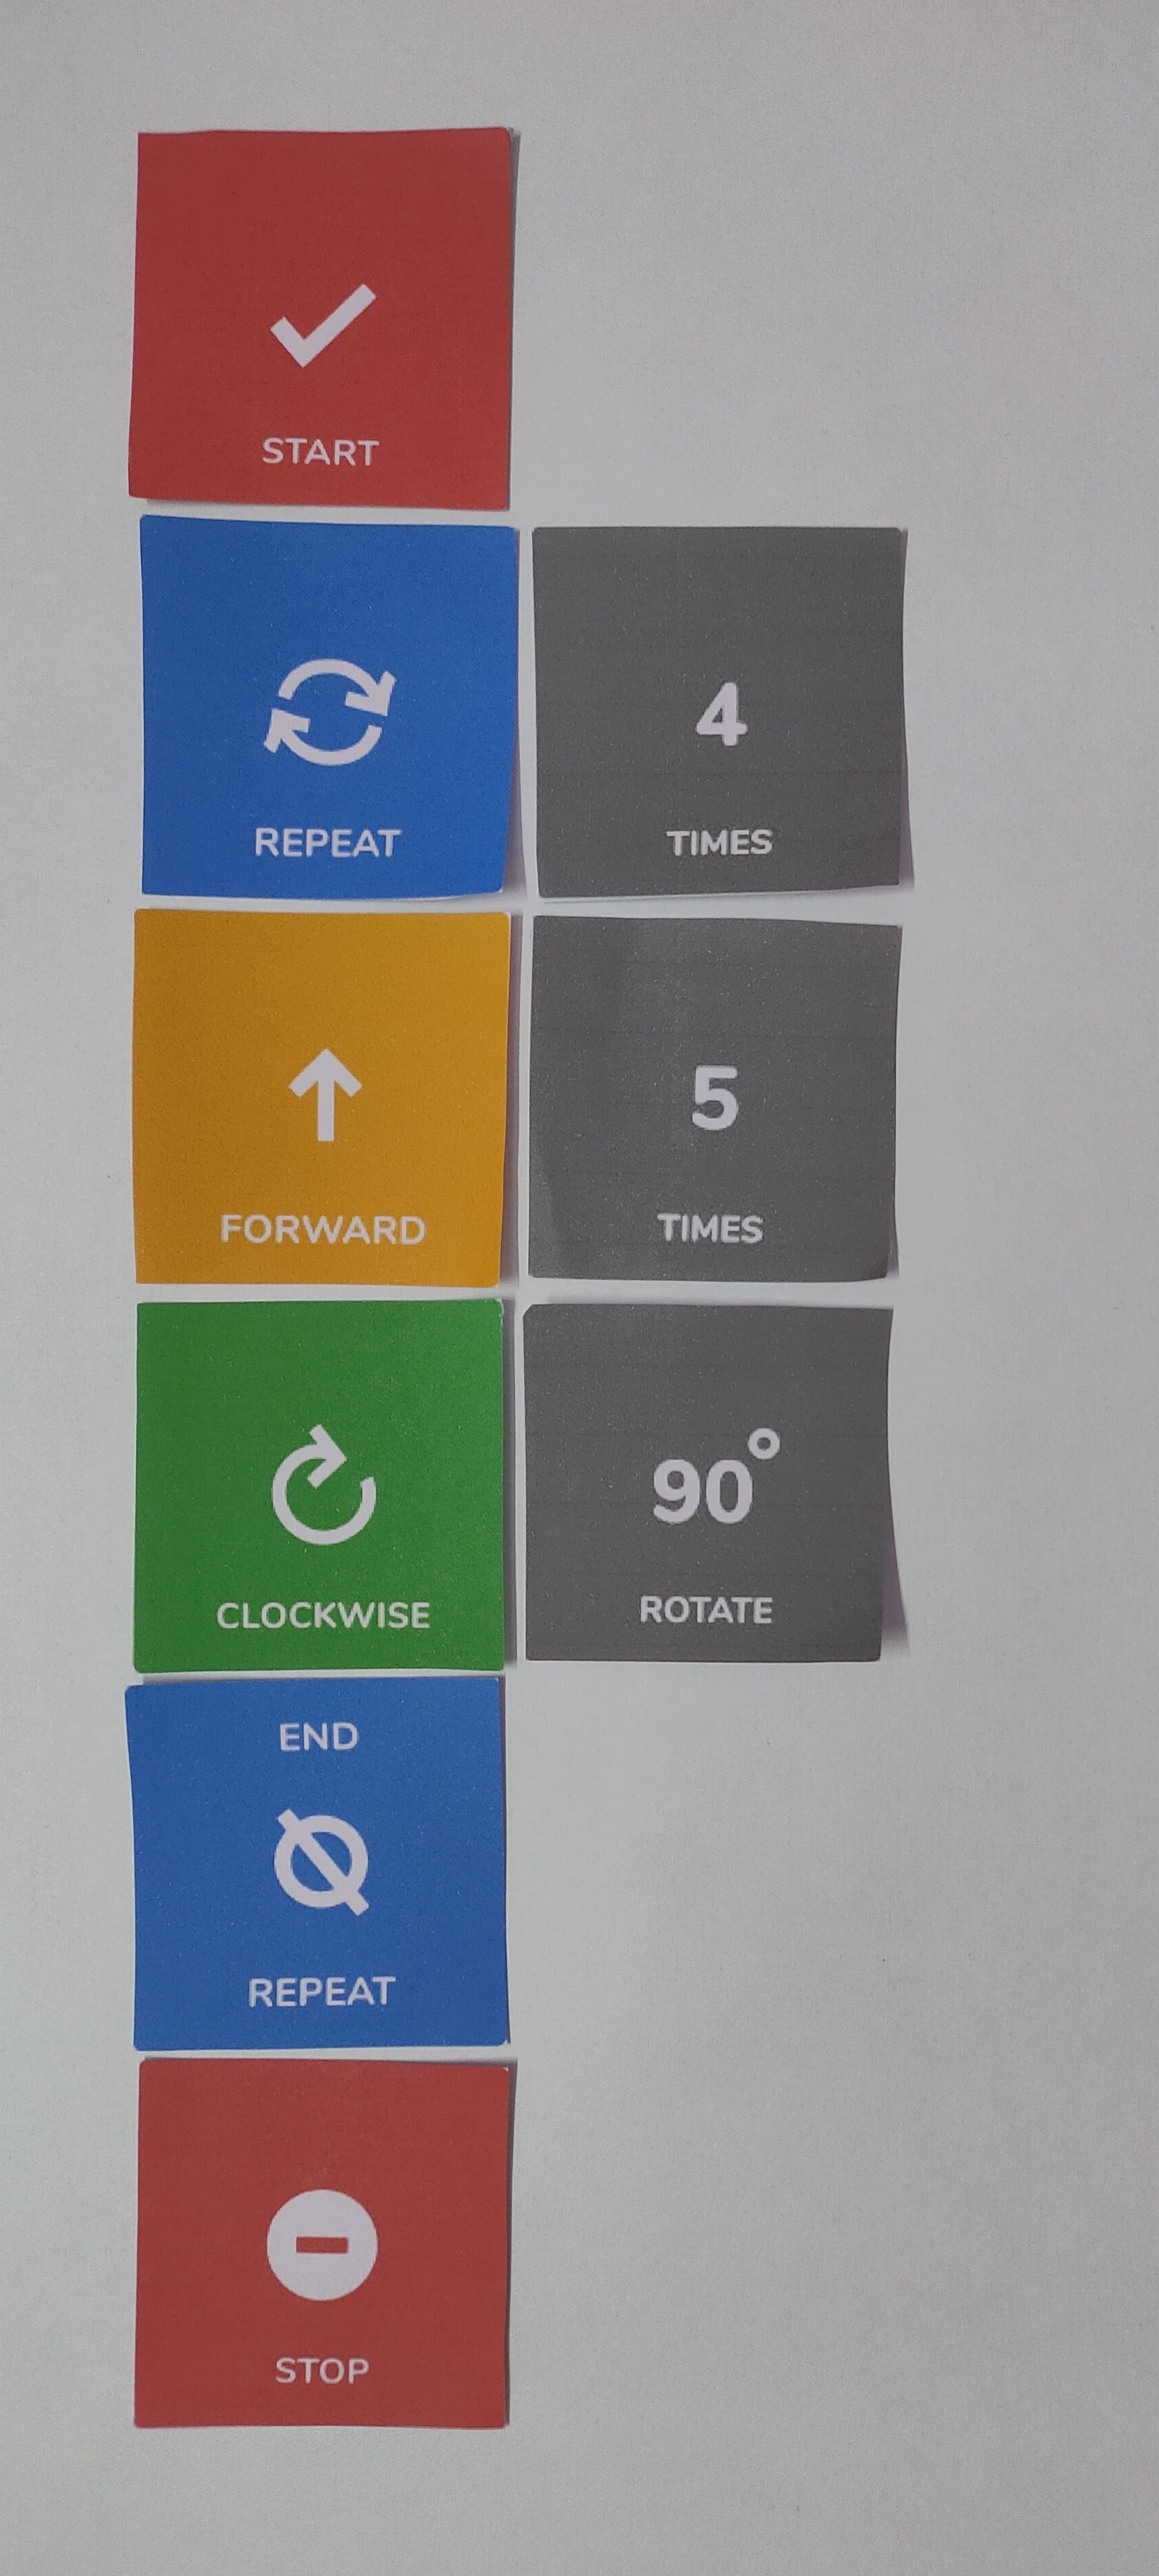 START
REPEAT
4
TIMES
FORWARD
5
TIMES
CLOCKWISE
90°
ROTATE
END
REPEAT
STOP